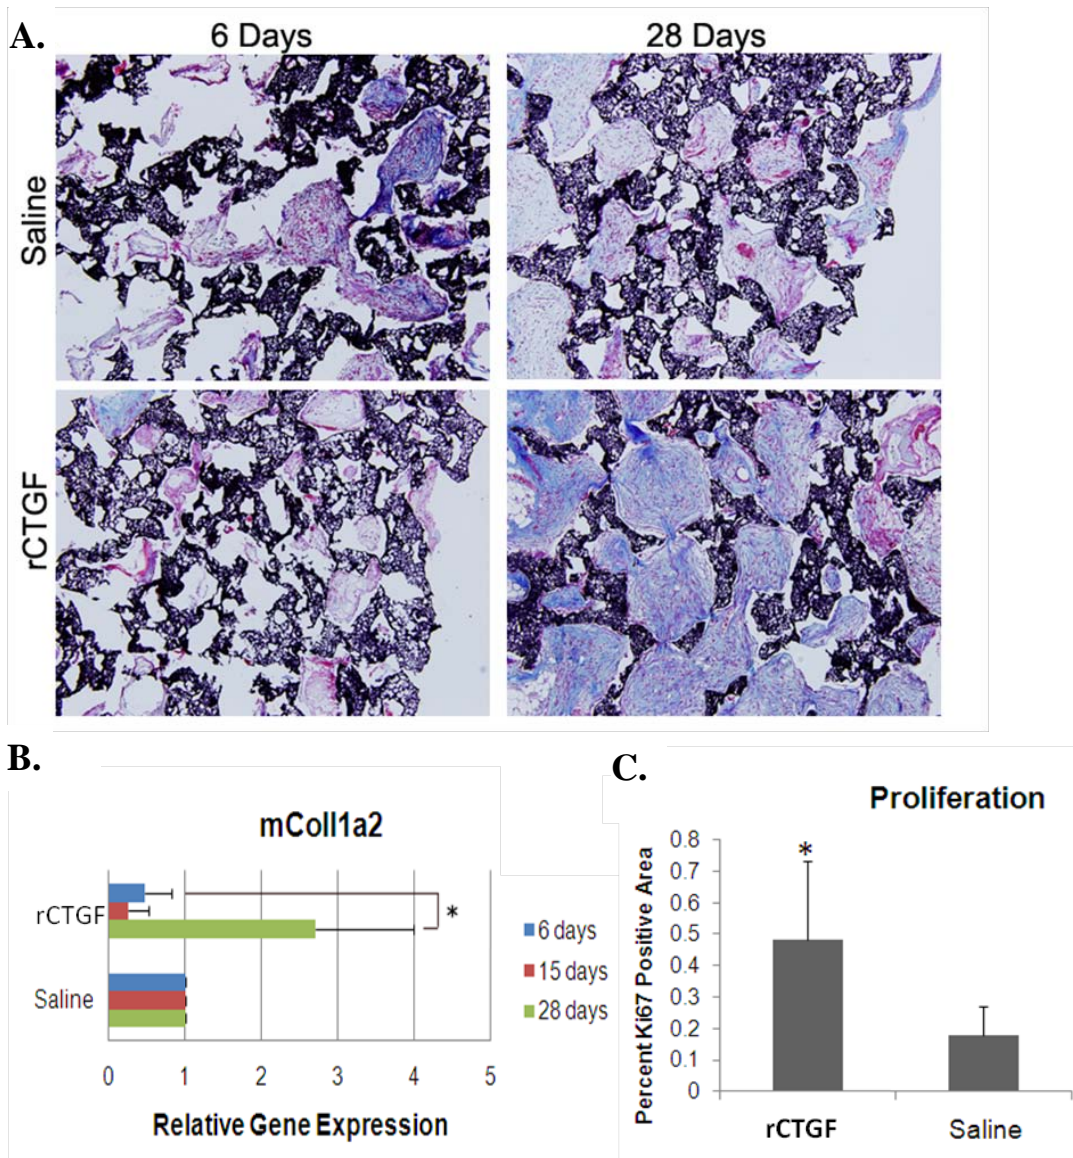 A.
6 Days
28 Days
Saline
rCTGF
B.
mColl1a2
rCTGF
Saline
*
6 days
15 days
28 days
0 1 2 3 4 5
Relative Gene Expression
C.
Proliferation
Percent Ki67 Positive Area
0.8
0.7
0.6
0.5
0.4
0.3
0.2
0.1
0
*
rCTGF
Saline